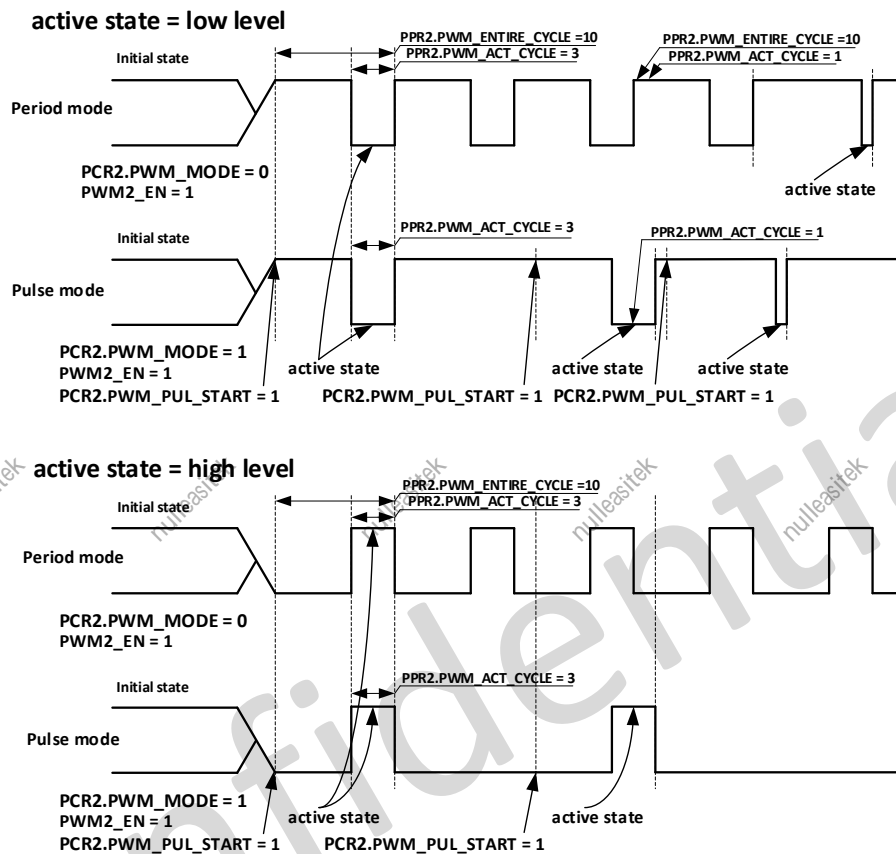 active state = low level
PPR2.PWM_ENTIRE_CYCLE =10
PPR2.PWM_ACT_CYCLE = 3
PPR2.PWM_ENTIRE_CYCLE =10
PPR2.PWM_ACT_CYCLE = 1
Initial state
Period mode
PCR2.PWM_MODE = 0
PWM2_EN = 1
active state
Initial state
PPR2.PWM_ACT_CYCLE = 3
PPR2.PWM_ACT_CYCLE = 1
Pulse mode
PCR2.PWM_MODE = 1
PWM2_EN = 1
PCR2.PWM_PUL_START = 1
active state
PCR2.PWM_PUL_START = 1
active state
PCR2.PWM_PUL_START = 1
active state
active state = high level
nulleasitek
nulleasitek
nulleasitek
nulleasitek
PPR2.PWM_ENTIRE_CYCLE=10
PPR2.PWM_ACT_CYCLE = 3
Initial state
Period mode
PCR2.PWM_MODE = 0
PWM2_EN = 1
Initial state
PPR2.PWM_ACT_CYCLE = 3
Pulse mode
PCR2.PWM_MODE = 1
PWM2_EN = 1
PCR2.PWM_PUL_START = 1
active state
PCR2.PWM_PUL_START = 1
active state
nfidentia